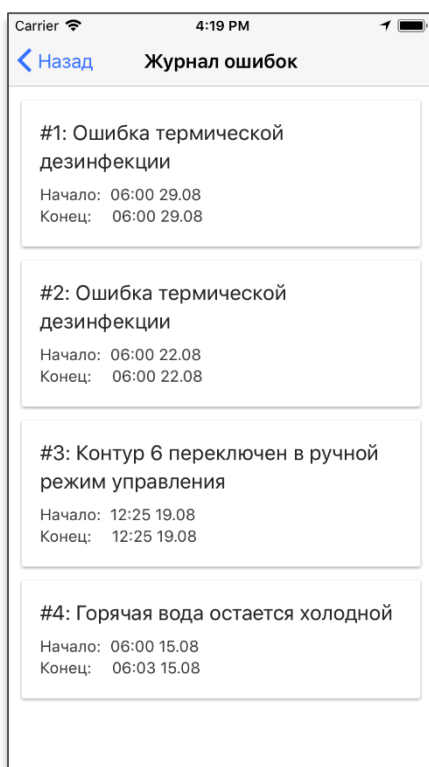 Carrier 4:19 PM
Назад Журнал ошибок
#1: Ошибка термической
дезинфекции
Начало: 06:00 29.08
Конец: 06:00 29.08
#2: Ошибка термической
дезинфекции
Начало: 06:00 22.08
Конец: 06:00 22.08
#3: Контур 6 переключен в ручной
режим управления
Начало: 12:25 19.08
Конец: 12:25 19.08
#4: Горячая вода остается холодной
Начало: 06:00 15.08
Конец: 06:03 15.08